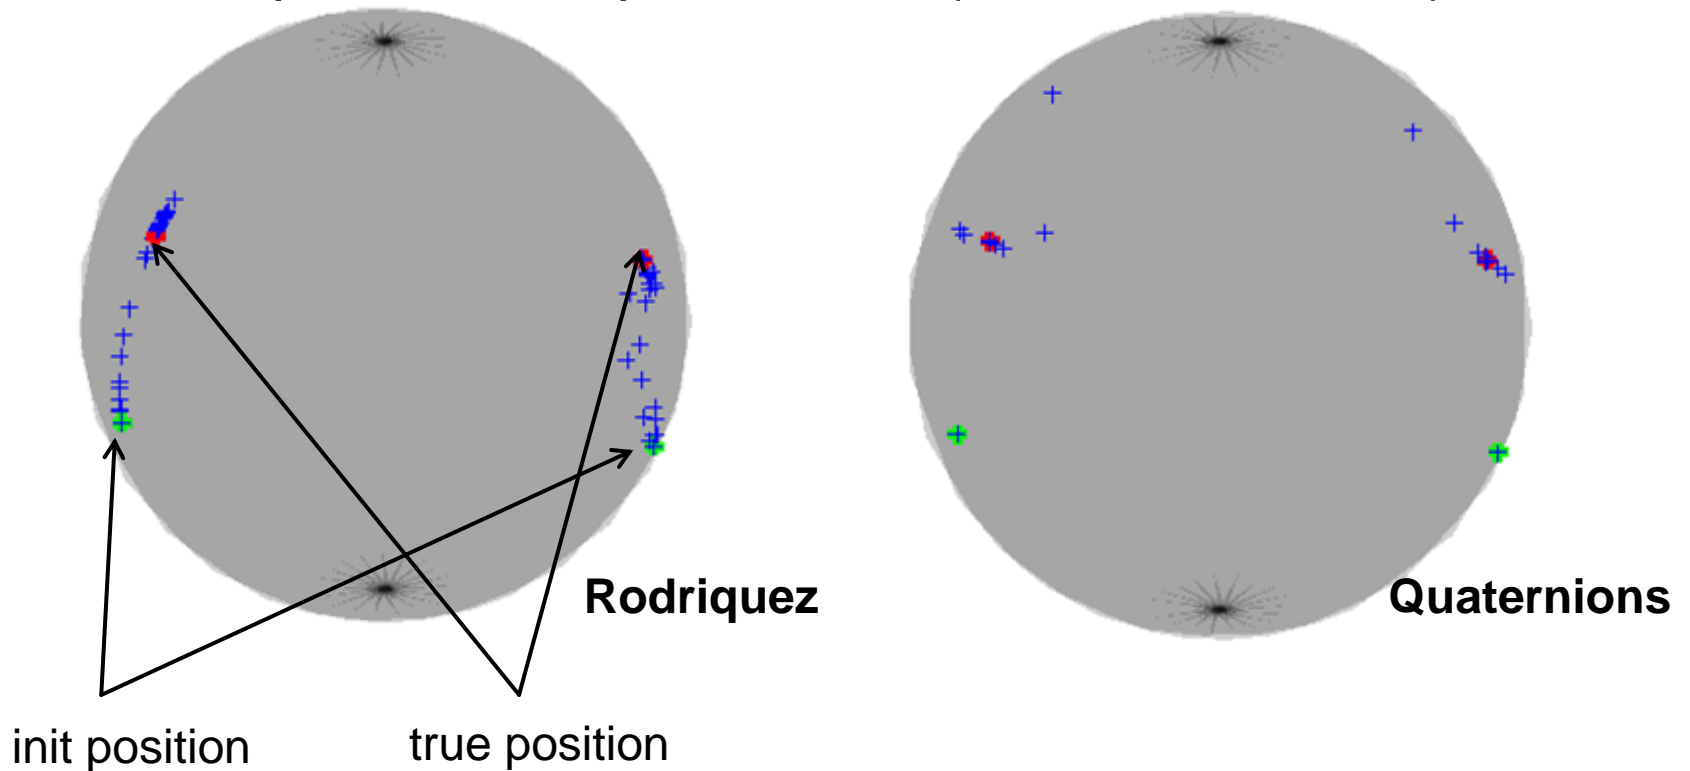 Rodriquez
Quaternions
init position
true position